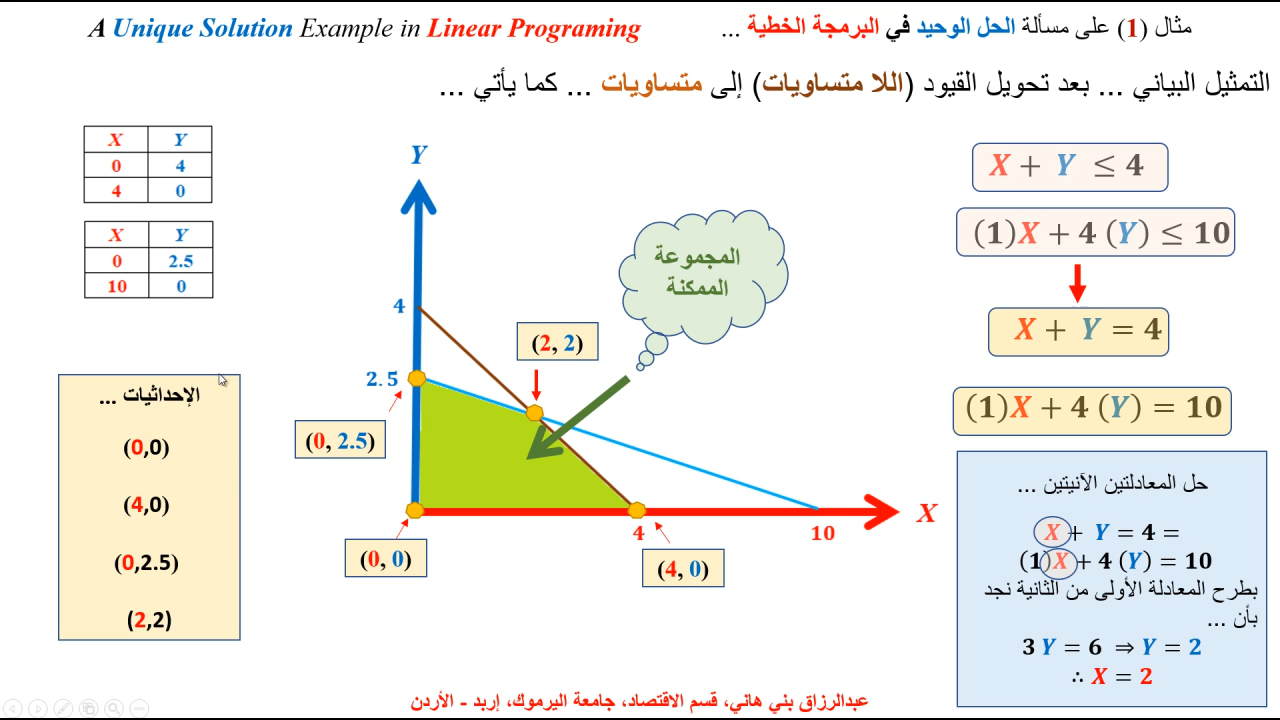 A Unique Solution Example in Linear Programing
مثال (1) على مسألة الحل الوحيد في البرمجة الخطية ...
التمثيل البياني ... بعد تحويل القيود (اللا متساويات) إلى متساويات ... كما يأتي ...
X Y
0 4
4 0
X Y
0 2.5
10 0
الإحداثيات ...
(0,0)
(4,0)
(0,2.5)
(2,2)
Y
4
2.5
(0, 2.5)
(0, 0)
(2, 2)
المجموعة
الممكنة
4
10
X
(4, 0)
X + Y ≤ 4
(1)X + 4 (Y) ≤ 10
X + Y = 4
(1)X + 4 (Y) = 10
حل المعادلتين الآنيتين ...
X + Y = 4 =
(1)X + 4 (Y) = 10
بطرح المعادلة الأولى من الثانية نجد
بأن ...
3 Y = 6 ⇒ Y = 2
∴ X = 2
عبدالرزاق بني هاني، قسم الاقتصاد، جامعة اليرموك، إربد - الأردن